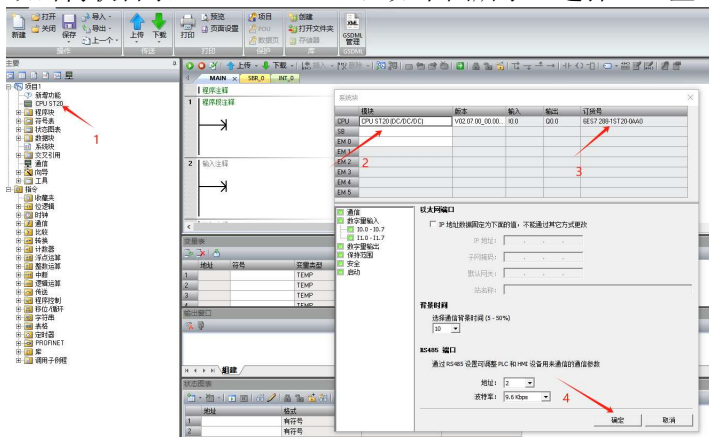 打开 导入
新建 关闭 保存 导出 上传 下载 打印 预览 项目 创建
上一个 页面设置 POU 打开文件夹 GSDML
数据页 存储器 管理
操作 传送 打印 保护 库 GSDML
主要
项目1
新增功能
CPU ST20
程序块
符号表
状态图表
数据块
系统块
交叉引用
通信
向导
工具
指令
收藏夹
位逻辑
时钟
通信
比较
转换
计数器
浮点运算
整数运算
中断
逻辑运算
传送
程序控制
移位/循环
字符串
表格
定时器
PROFINET
库
调用子例程
1
上传 下载
MAIN × SBR_0 INT_0
程序注释
1 程序段注释
2 输入注释
变量表
地址 符号 变量类型
1 TEMP
2 TEMP
3 TEMP
4 TEMP
输出窗口
组建
状态图表
地址 格式
1 有符号
2 有符号
系统块
模块 版本 输入 输出 订货号
CPU CPU ST20 (DC/DC/DC) V02.07.00_00.00... I0.0 Q0.0 6ES7 288-1ST20-0AA0
SB
EM 0
EM 1
EM 2
EM 3
EM 4
EM 5
2
3
通信
数字量输入
I0.0 - I0.7
I1.0 - I1.7
数字量输出
保持范围
安全
启动
以太网端口
IP 地址数据固定为下面的值，不能通过其它方式更改
IP 地址:
子网掩码:
默认网关:
站名称:
背景时间
选择通信背景时间 (5 - 50%)
10
RS485 端口
通过 RS485 设置可调整 PLC 和 HMI 设备用来通信的通信参数
地址: 2
波特率: 9.6 Kbps
4
确定 取消